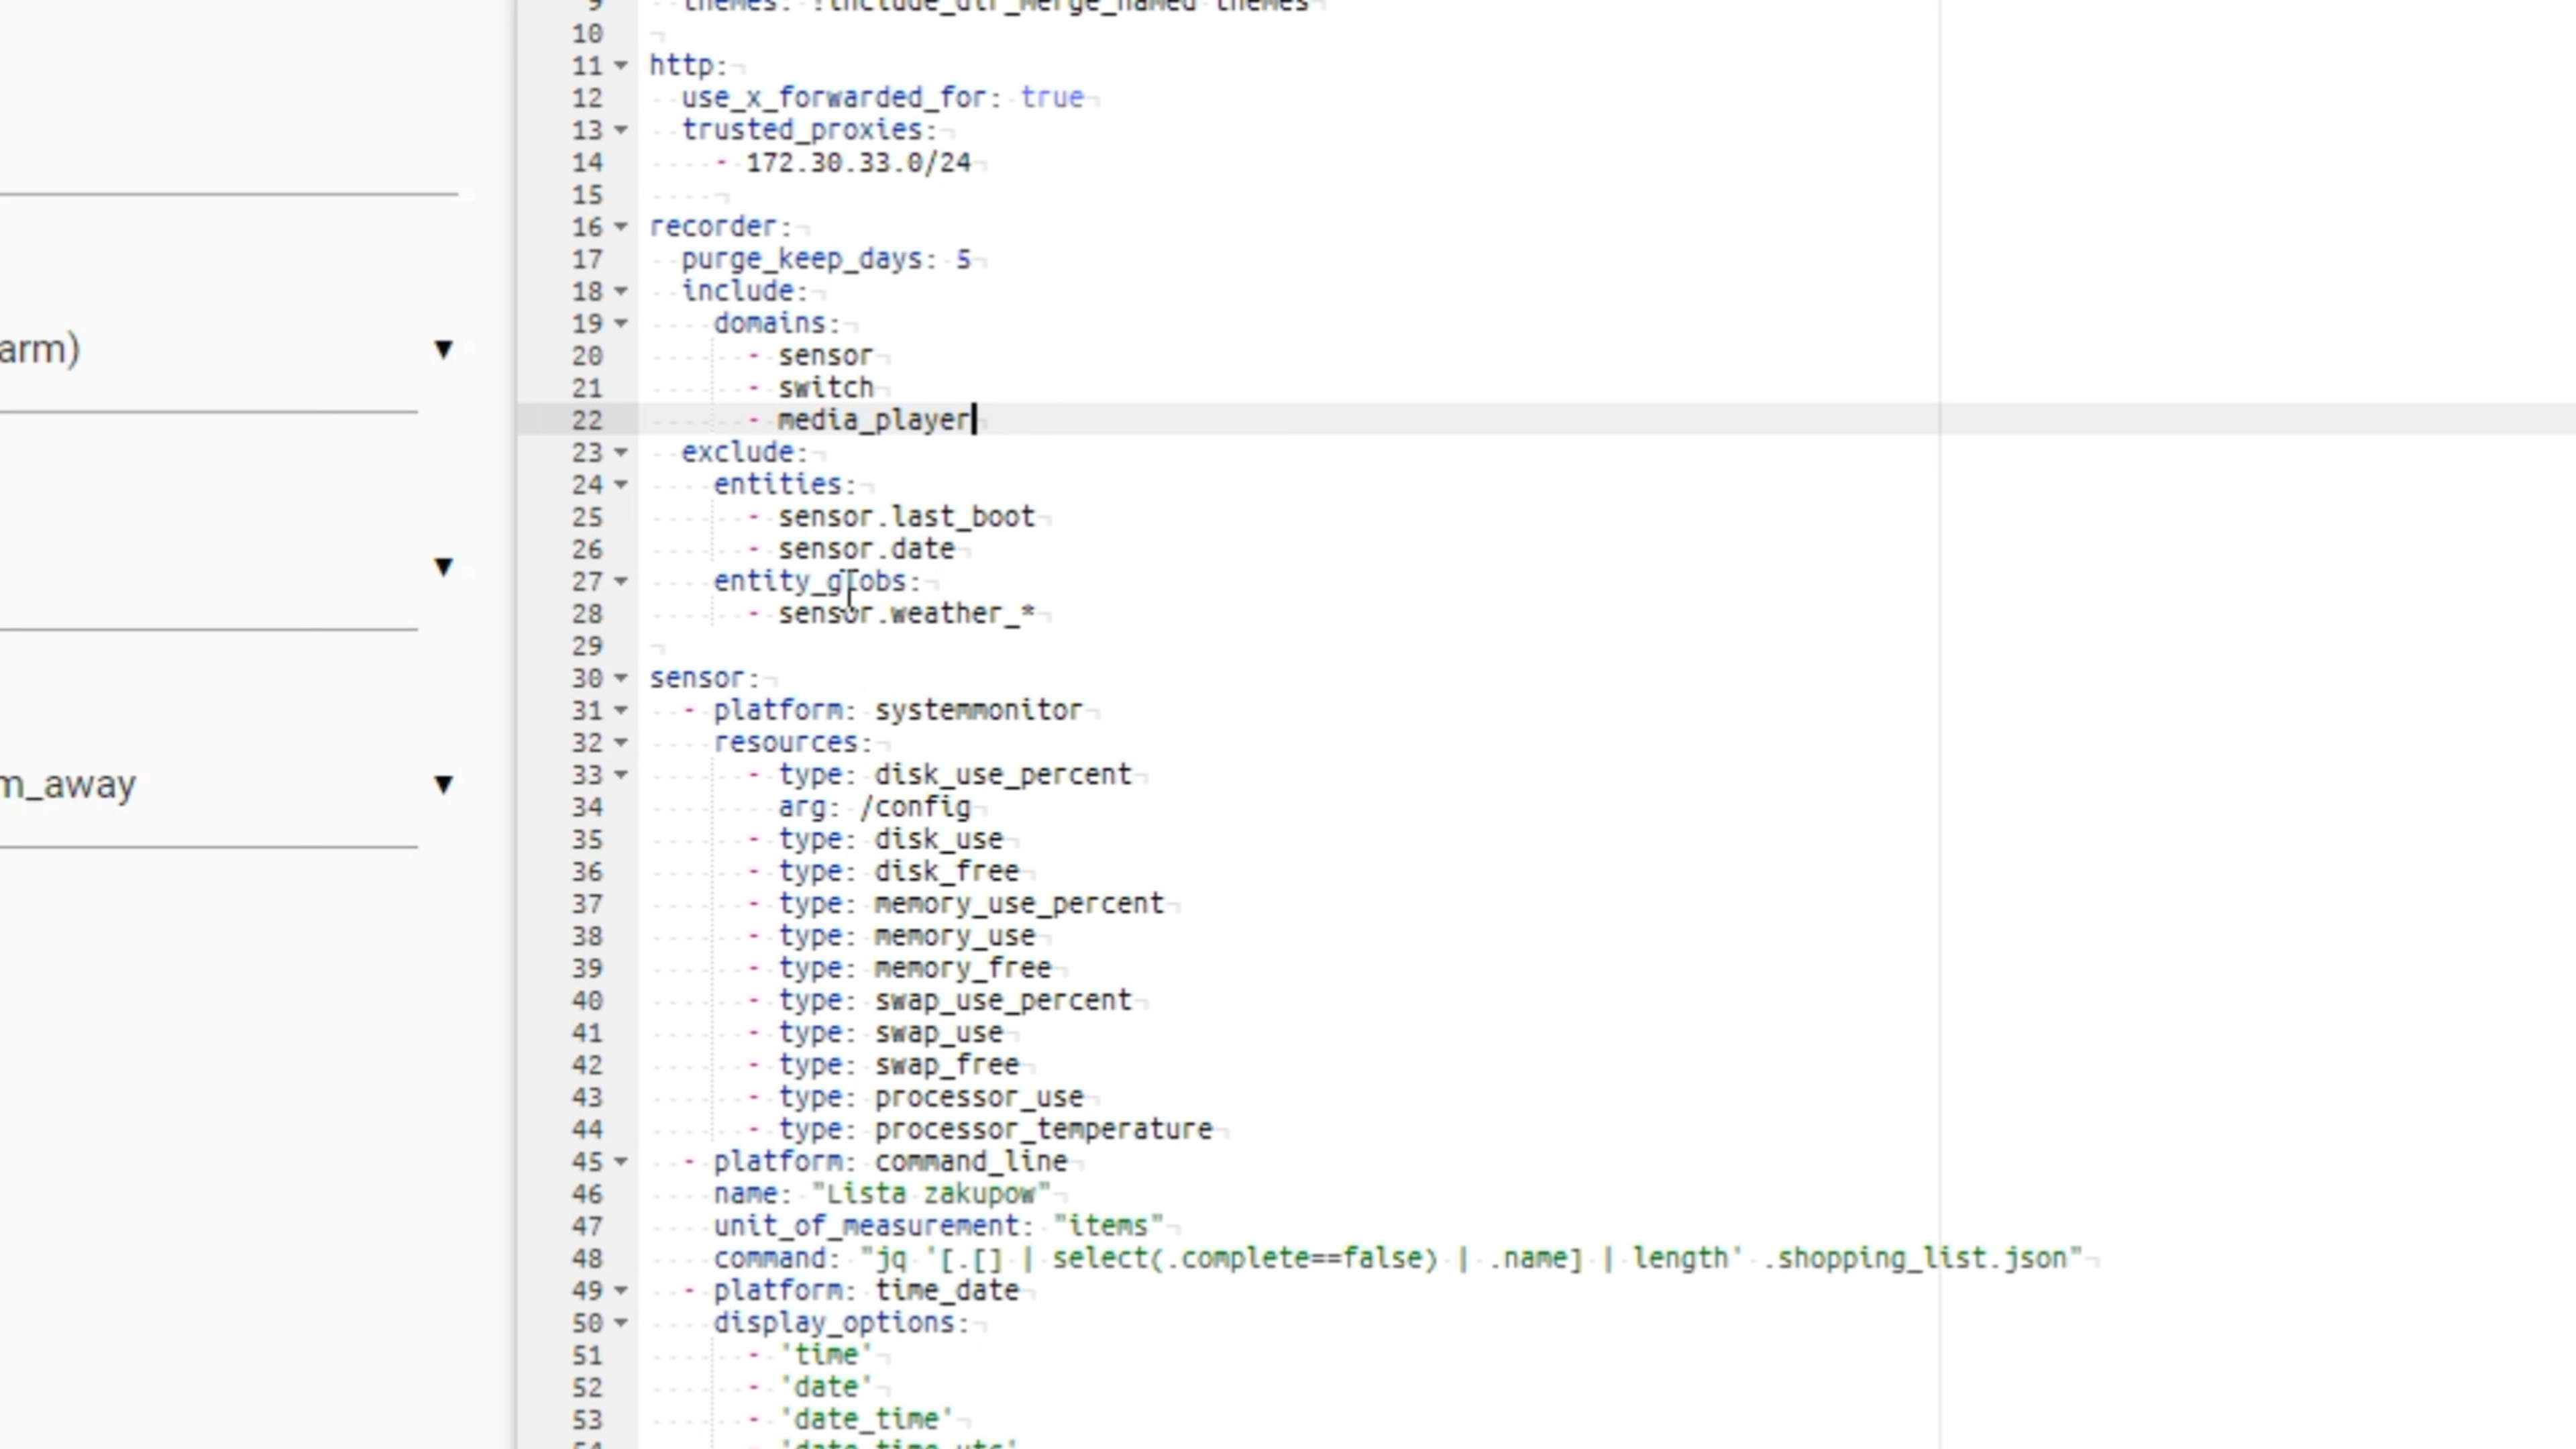 9 themes: !include_dir_merge_named themes
10
11 http:
12 use_x_forwarded_for: true
13 trusted_proxies:
14 - 172.30.33.0/24
15
16 recorder:
17 purge_keep_days: 5
18 include:
19 domains:
20 - sensor
21 - switch
22 - media_player
23 exclude:
24 entities:
25 - sensor.last_boot
26 - sensor.date
27 entity_globs:
28 - sensor.weather_*
29
30 sensor:
31 - platform: systemmonitor
32 resources:
33 - type: disk_use_percent
34 arg: /config
35 - type: disk_use
36 - type: disk_free
37 - type: memory_use_percent
38 - type: memory_use
39 - type: memory_free
40 - type: swap_use_percent
41 - type: swap_use
42 - type: swap_free
43 - type: processor_use
44 - type: processor_temperature
45 - platform: command_line
46 name: "Lista zakupow"
47 unit_of_measurement: "items"
48 command: "jq '[.[] | select(.complete==false) | .name] | length' .shopping_list.json"
49 - platform: time_date
50 display_options:
51 - 'time'
52 - 'date'
53 - 'date_time'
54 - 'date_time_utc'
arm)
m_away